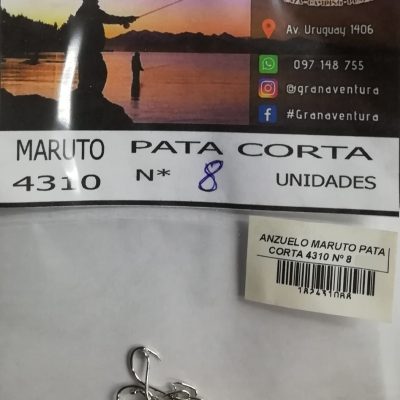 Av. Uruguay 1406
097 148 755
@granaventura
#Granaventura
MARUTO PATA CORTA
4310 N* 8 UNIDADES
ANZUELO MARUTO PATA
CORTA 4310 Nº 8